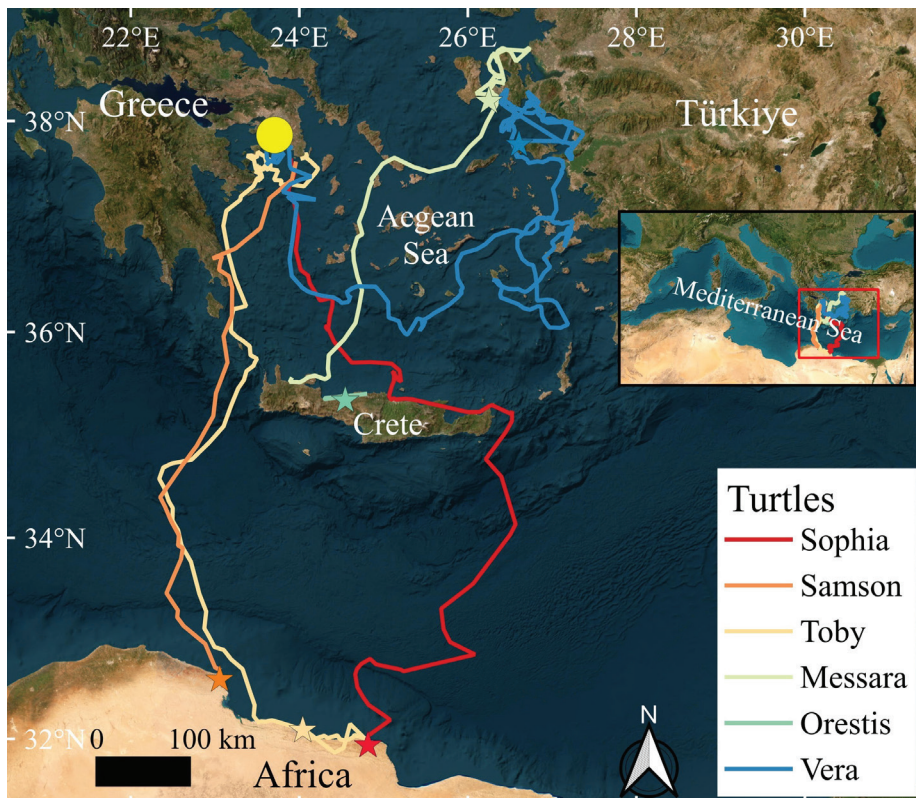 22°E 24°E 26°E 28°E 30°E
Greece
38°N
Türkiye
Aegean
Sea
Mediterranean Sea
36°N
Crete
34°N
Turtles
Sophia
Samson
Toby
Messara
Orestis
Vera
32°N
0 100 km
Africa
N